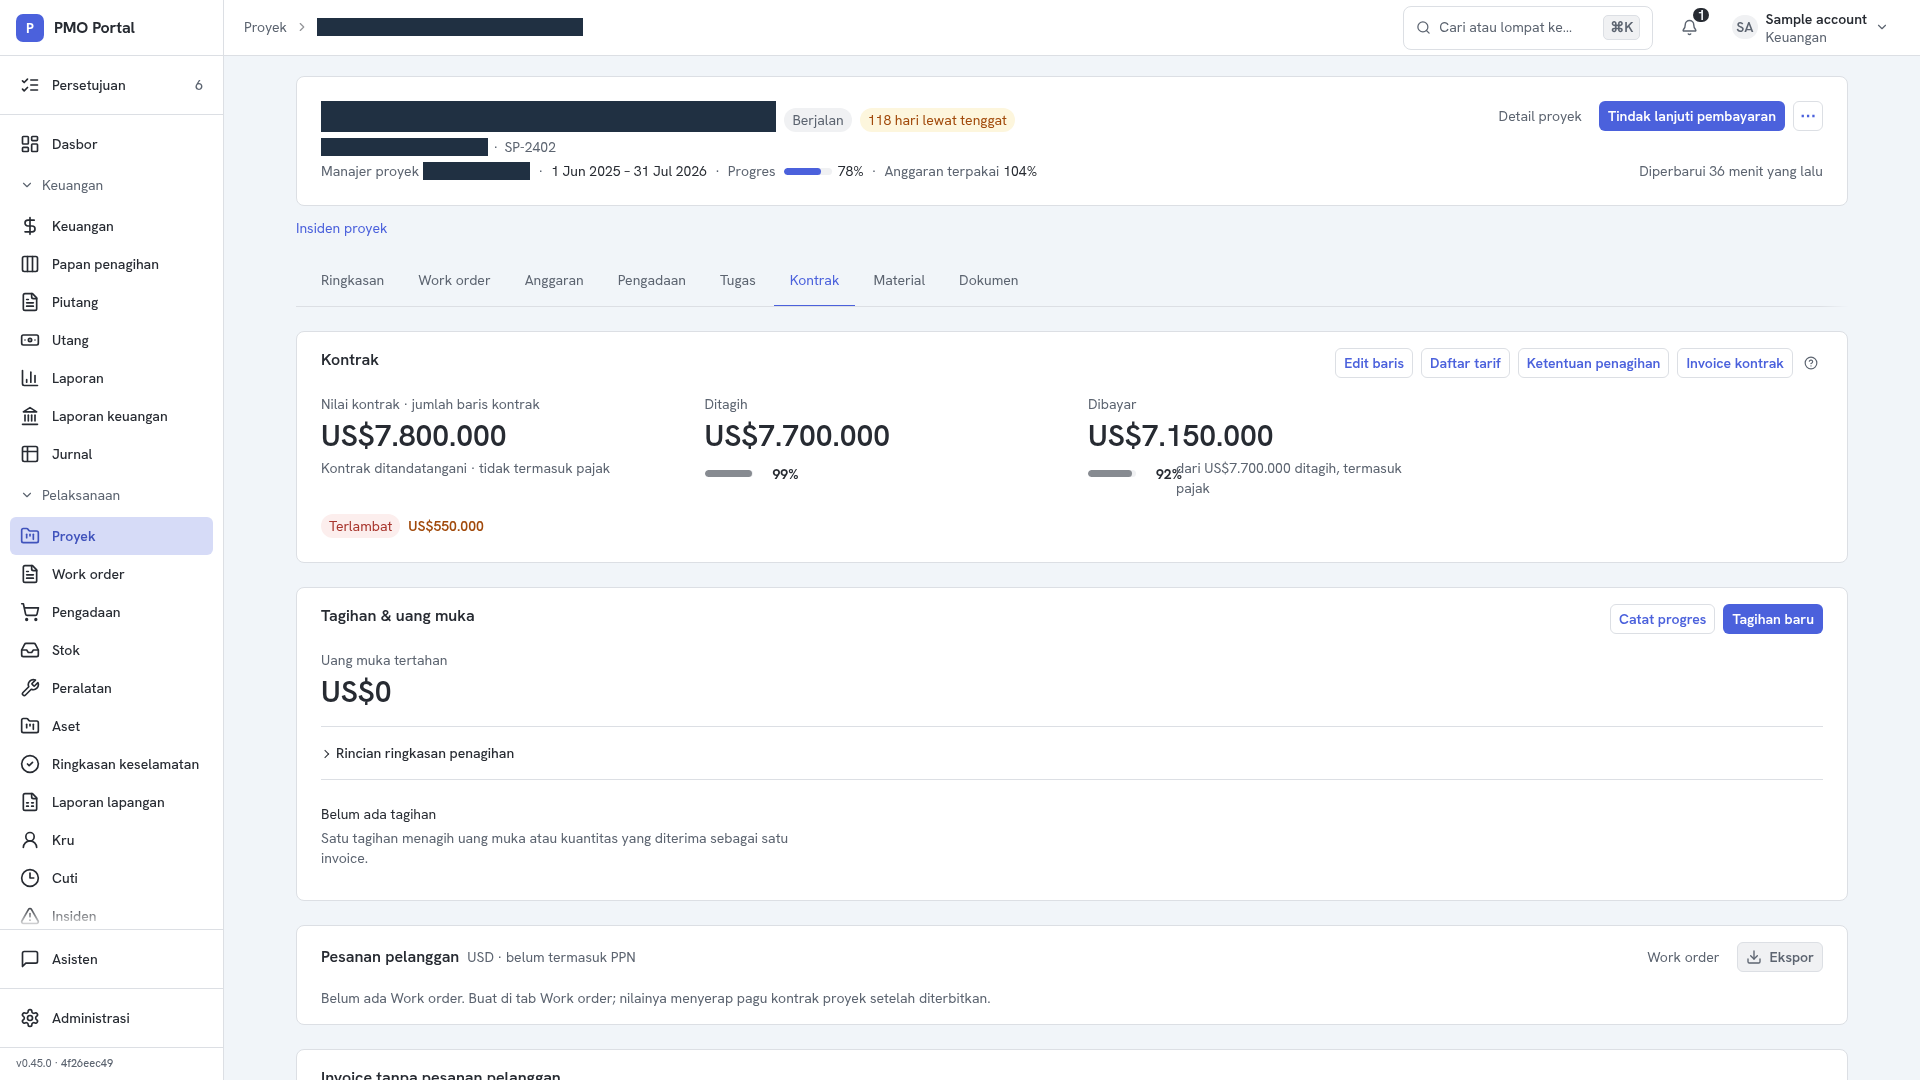 P PMO Portal
Proyek
Cari atau lompat ke...
⌘K
1
SA
Sample account
Keuangan
Persetujuan 6
Dasbor
Keuangan
Keuangan
Papan penagihan
Piutang
Utang
Laporan
Laporan keuangan
Jurnal
Pelaksanaan
Proyek
Work order
Pengadaan
Stok
Peralatan
Aset
Ringkasan keselamatan
Laporan lapangan
Kru
Cuti
Insiden
Asisten
Administrasi
v0.45.0 · 4f26eec49
Berjalan
118 hari lewat tenggat
Detail proyek
Tindak lanjuti pembayaran
· SP-2402
Manajer proyek · 1 Jun 2025 – 31 Jul 2026 · Progres 78% · Anggaran terpakai 104%
Diperbarui 36 menit yang lalu
Insiden proyek
Ringkasan Work order Anggaran Pengadaan Tugas Kontrak Material Dokumen
Kontrak
Edit baris
Daftar tarif
Ketentuan penagihan
Invoice kontrak
Nilai kontrak · jumlah baris kontrak
US$7.800.000
Kontrak ditandatangani · tidak termasuk pajak
Ditagih
US$7.700.000
99%
Dibayar
US$7.150.000
92%
dari US$7.700.000 ditagih, termasuk
pajak
Terlambat US$550.000
Tagihan & uang muka
Catat progres
Tagihan baru
Uang muka tertahan
US$0
Rincian ringkasan penagihan
Belum ada tagihan
Satu tagihan menagih uang muka atau kuantitas yang diterima sebagai satu
invoice.
Pesanan pelanggan USD · belum termasuk PPN
Work order
Ekspor
Belum ada Work order. Buat di tab Work order; nilainya menyerap pagu kontrak proyek setelah diterbitkan.
Invoice tanpa pesanan pelanggan